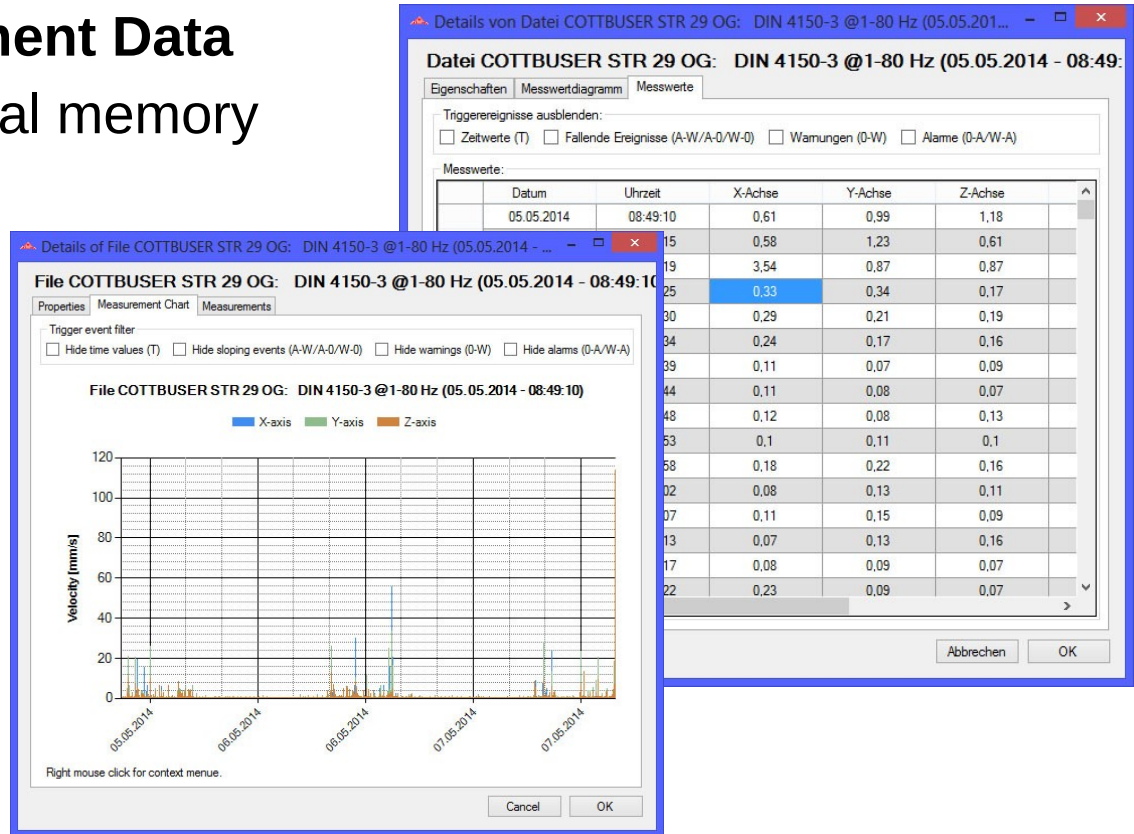 nent Data
al memory
Details von Datei COTTBUSER STR 29 OG: DIN 4150-3 @1-80 Hz (05.05.201...
Datei COTTBUSER STR 29 OG: DIN 4150-3 @1-80 Hz (05.05.2014 - 08:49:
Eigenschaften Messwertdiagramm Messwerte
Triggerereignisse ausblenden:
Zeitwerte (T) Fallende Ereignisse (A-W/A-0/W-0) Warnungen (0-W) Alarme (0-A/W-A)
Messwerte:
Datum Uhrzeit X-Achse Y-Achse Z-Achse
05.05.2014 08:49:10 0,61 0,99 1,18
15 0,58 1,23 0,61
19 3,54 0,87 0,87
25 0,33 0,34 0,17
30 0,29 0,21 0,19
34 0,24 0,17 0,16
39 0,11 0,07 0,09
44 0,11 0,08 0,07
48 0,12 0,08 0,13
53 0,1 0,11 0,1
58 0,18 0,22 0,16
02 0,08 0,13 0,11
07 0,11 0,15 0,09
13 0,07 0,13 0,16
17 0,08 0,09 0,07
22 0,23 0,09 0,07
Abbrechen OK
Details of File COTTBUSER STR 29 OG: DIN 4150-3 @1-80 Hz (05.05.2014 - ...
File COTTBUSER STR 29 OG: DIN 4150-3 @1-80 Hz (05.05.2014 - 08:49:10
Properties Measurement Chart Measurements
Trigger event filter
Hide time values (T) Hide sloping events (A-W/A-0/W-0) Hide warnings (0-W) Hide alarms (0-A/W-A)
File COTTBUSER STR 29 OG: DIN 4150-3 @1-80 Hz (05.05.2014 - 08:49:10)
X-axis Y-axis Z-axis
Velocity [mm/s]
120
100
80
60
40
20
0
05.05.2014 06.05.2014 06.05.2014 07.05.2014 07.05.2014
Right mouse click for context menue.
Cancel OK